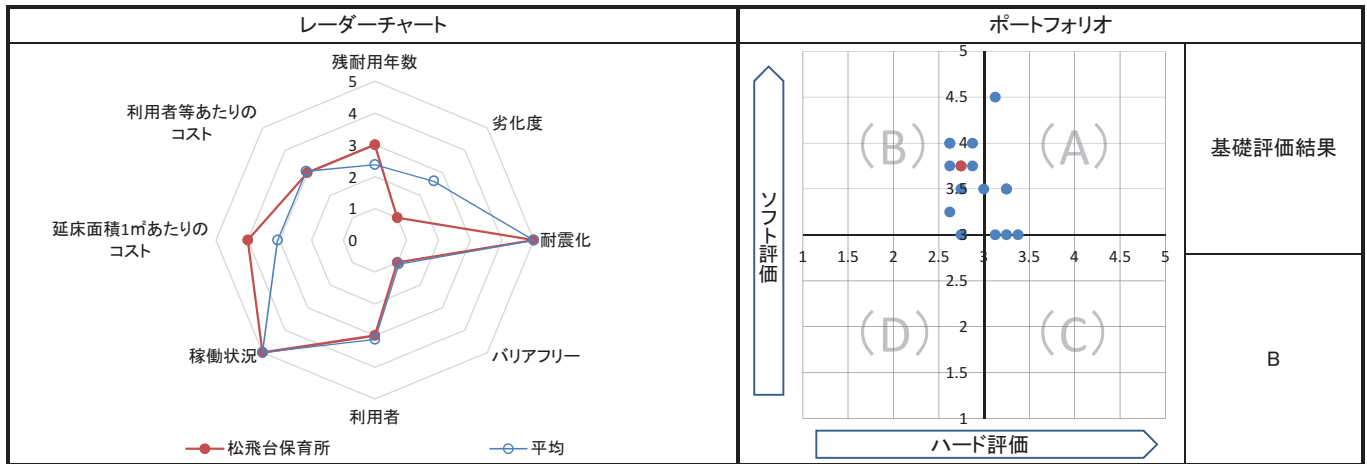 レーダーチャート
残耐用年数
劣化度
耐震化
バリアフリー
利用者
稼働状況
延床面積1㎡あたりの
コスト
利用者等あたりの
コスト
5
4
3
2
1
0
松飛台保育所
平均
ポートフォリオ
ソフト評価
ハード評価
5
4.5
4
3.5
3
2.5
2
1.5
1
1
1.5
2
2.5
3
3.5
4
4.5
5
(B)
(A)
(D)
(C)
基礎評価結果
B